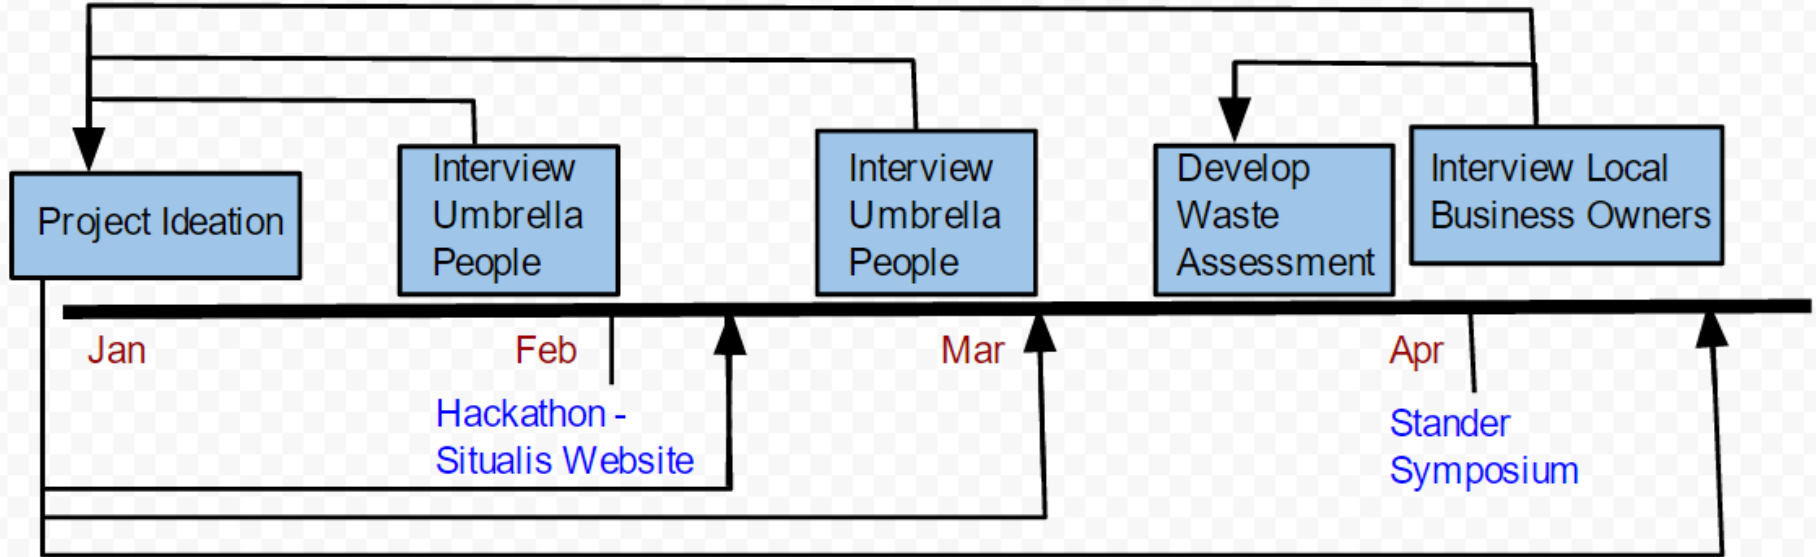 Project Ideation
Interview
Umbrella
People
Interview
Umbrella
People
Develop
Waste
Assessment
Interview Local
Business Owners
Jan
Feb
Mar
Apr
Hackathon -
Situalis Website
Stander
Symposium